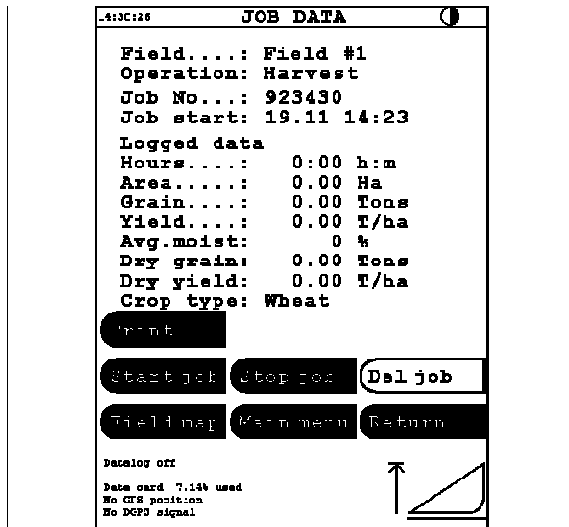 14:30:26 JOB DATA
Field....: Field #1
Operation: Harvest
Job No...: 923430
Job start: 19.11 14:23
Logged data
Hours....: 0:00 h:m
Area.....: 0.00 Ha
Grain....: 0.00 Tons
Yield....: 0.00 T/ha
Avg.moist: 0 %
Dry grain: 0.00 Tons
Dry yield: 0.00 T/ha
Crop type: Wheat
Print
Start job Stop job Del job
Field map Main menu Return
Datalog off
Data card 7.14% used
No GPS position
No DGPS signal